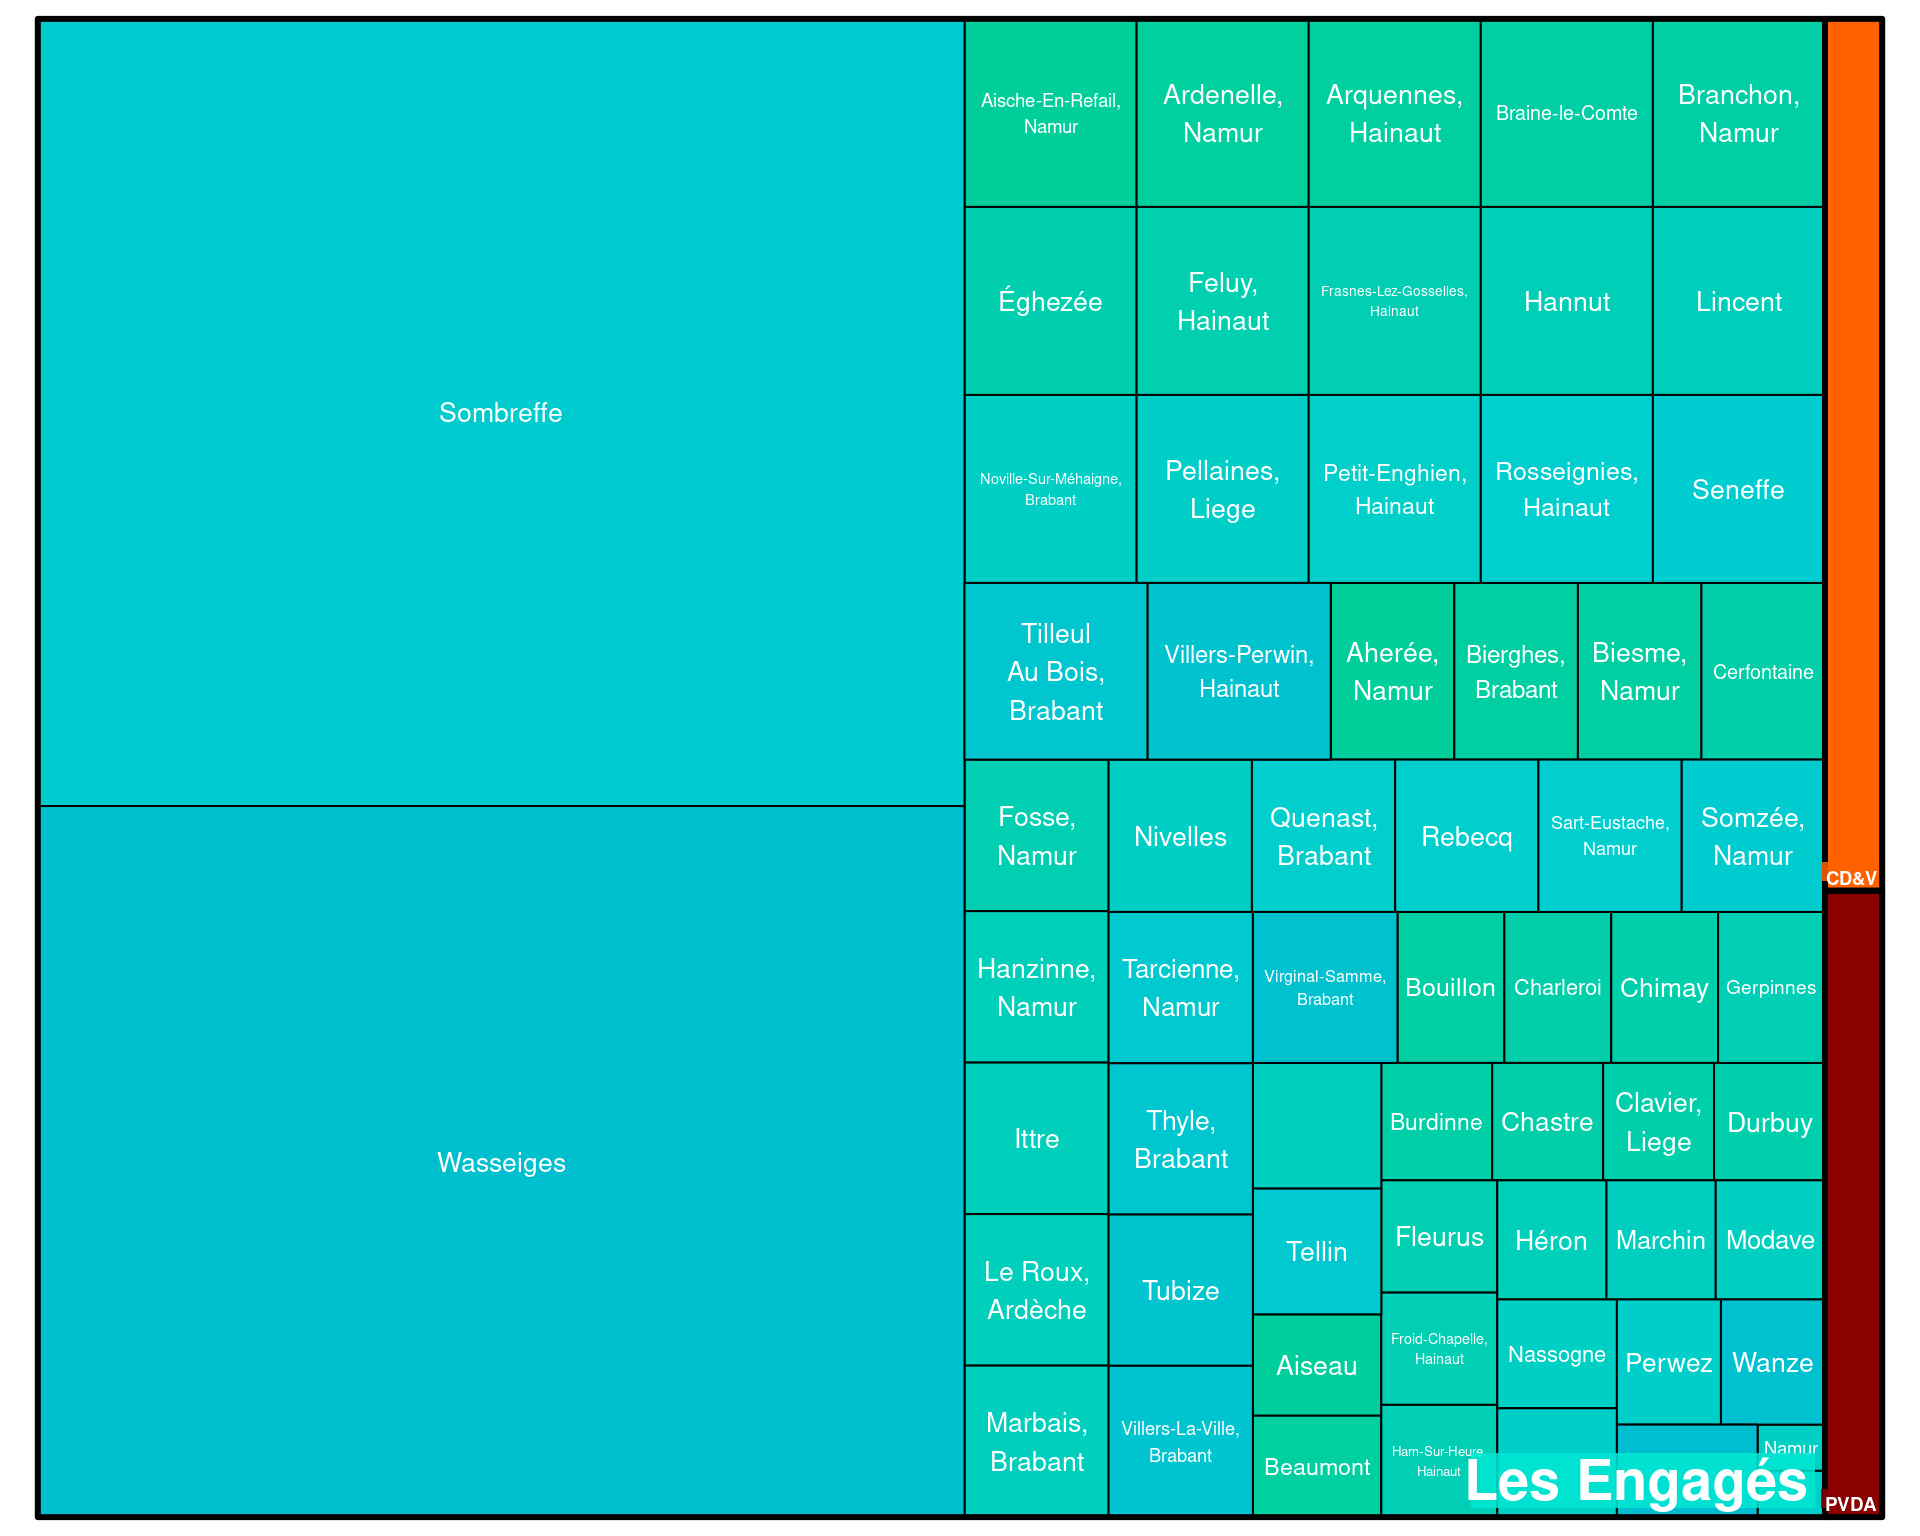 Sombreffe
Wasseiges
Aische-En-Refail,
Namur
Ardenelle,
Namur
Arquennes,
Hainaut
Braine-le-Comte
Branchon,
Namur
Éghezée
Feluy,
Hainaut
Frasnes-Lez-Gosselies,
Hainaut
Hannut
Lincent
Noville-Sur-Méhaigne,
Brabant
Pellaines,
Liege
Petit-Enghien,
Hainaut
Rosseignies,
Hainaut
Seneffe
Tilleul
Au Bois,
Brabant
Villers-Perwin,
Hainaut
Aherée,
Namur
Bierghes,
Brabant
Biesme,
Namur
Cerfontaine
Fosse,
Namur
Nivelles
Quenast,
Brabant
Rebecq
Sart-Eustache,
Namur
Somzée,
Namur
Hanzinne,
Namur
Tarcienne,
Namur
Virginal-Samme,
Brabant
Bouillon
Charleroi
Chimay
Gerpinnes
Ittre
Thyle,
Brabant
Burdinne
Chastre
Clavier,
Liege
Durbuy
Le Roux,
Ardèche
Tubize
Tellin
Fleurus
Héron
Marchin
Modave
Aiseau
Froid-Chapelle,
Hainaut
Nassogne
Perwez
Wanze
Marbais,
Brabant
Villers-La-Ville,
Brabant
Beaumont
Ham-Sur-Heure
Hainaut
Namur
Les Engagés
CD&V
PVDA